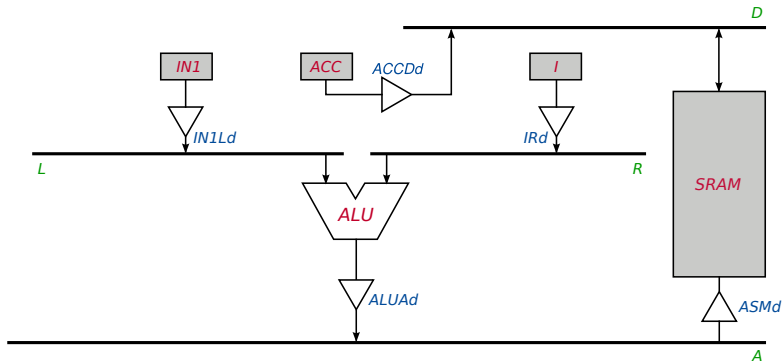 D
IN1
ACC
ACCDd
I
IN1Ld
IRd
L
R
SRAM
ALU
ALUAd
ASMd
A